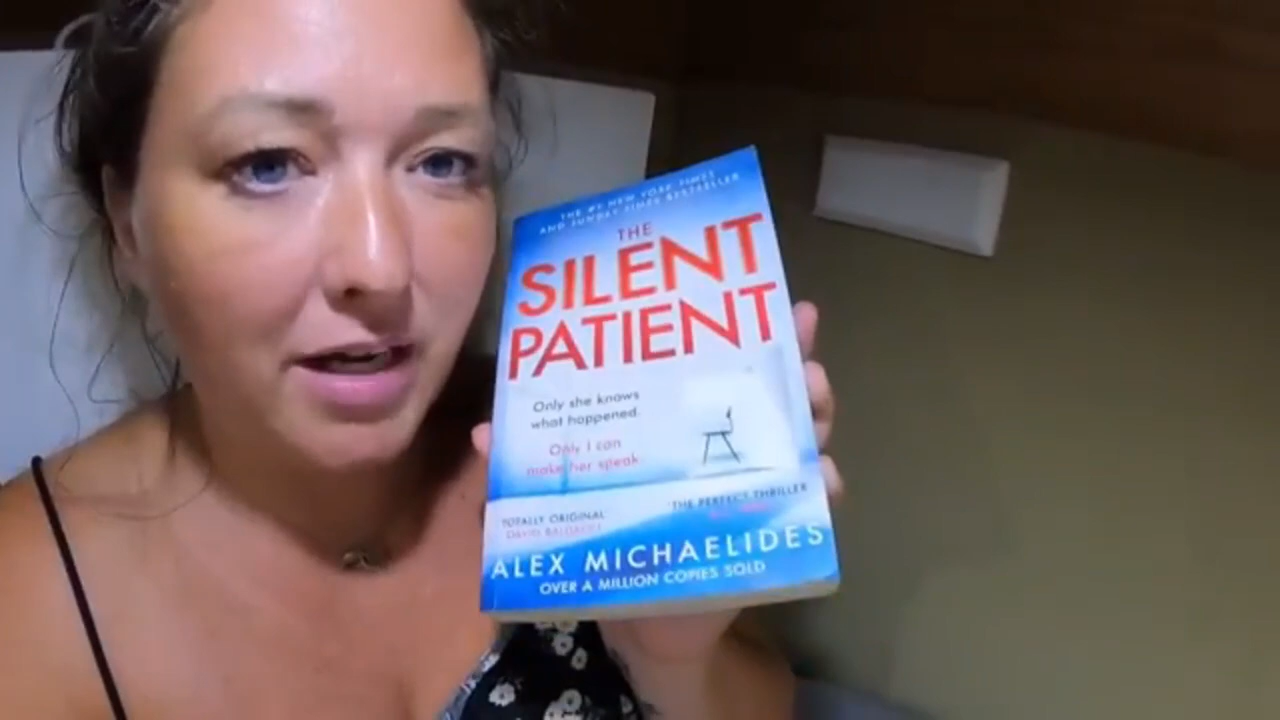 THE #1 NEW YORK TIMES
AND SUNDAY TIMES BESTSELLER
THE
SILENT
PATIENT
Only she knows
what happened.
Only I can
make her speak.
TOTALLY ORIGINAL
DAVID BALDACCI
'THE PERFECT THRILLER
ALEX MICHAELIDES
OVER A MILLION COPIES SOLD